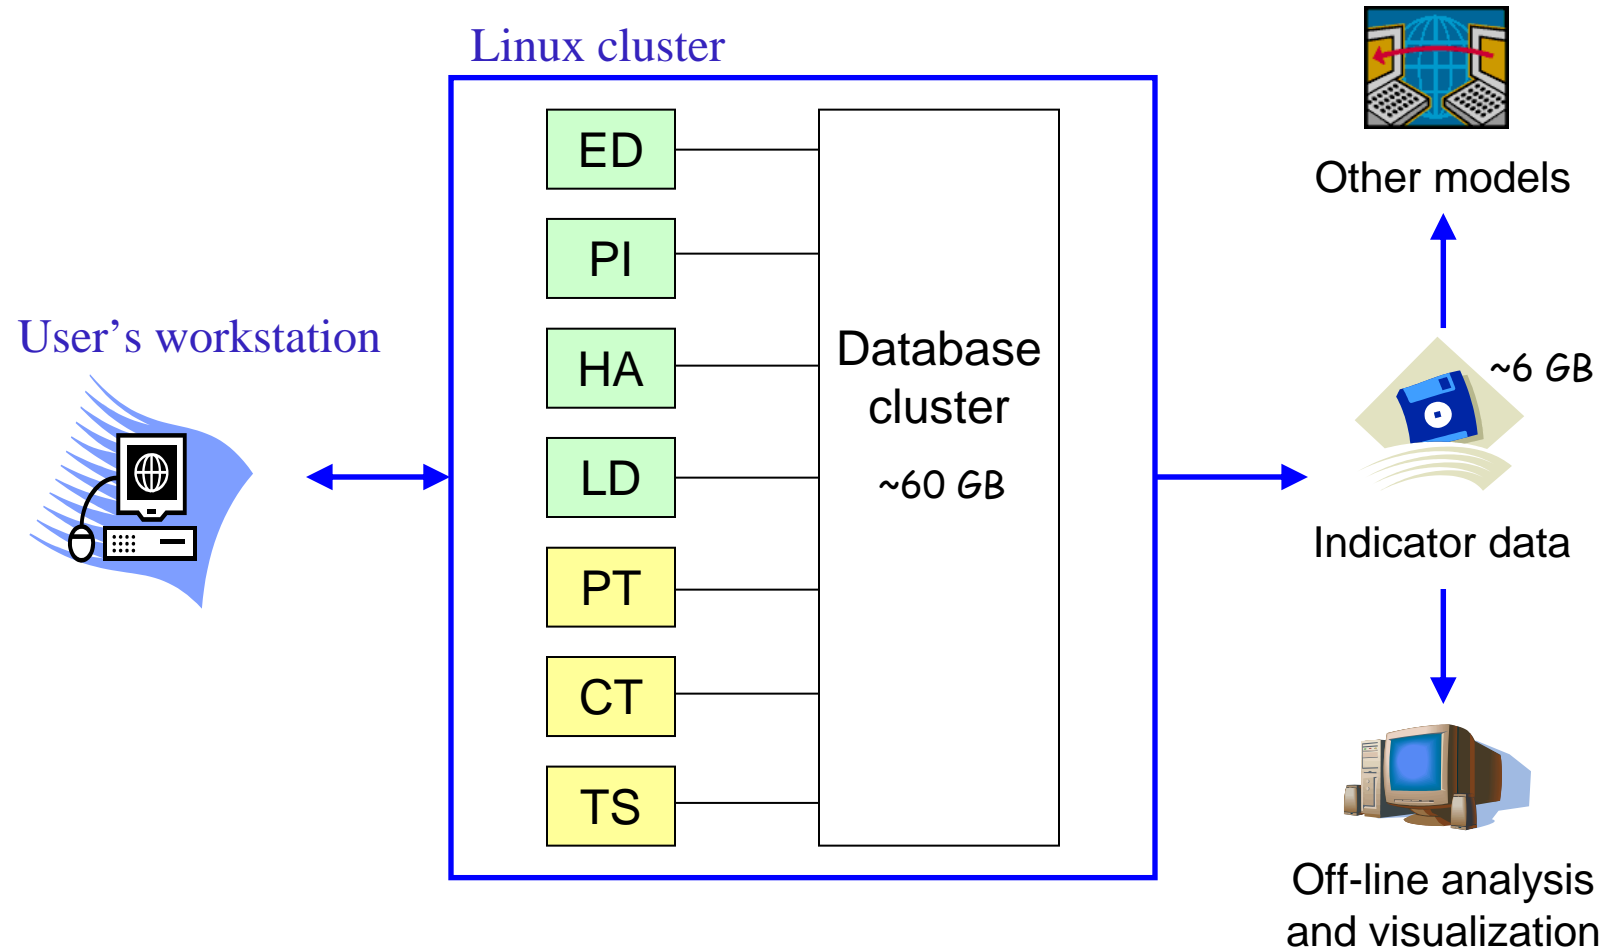 Linux cluster
ED
PI
HA
LD
PT
CT
TS
Database
cluster
~60 GB
User’s workstation
Other models
~6 GB
Indicator data
Off-line analysis
and visualization